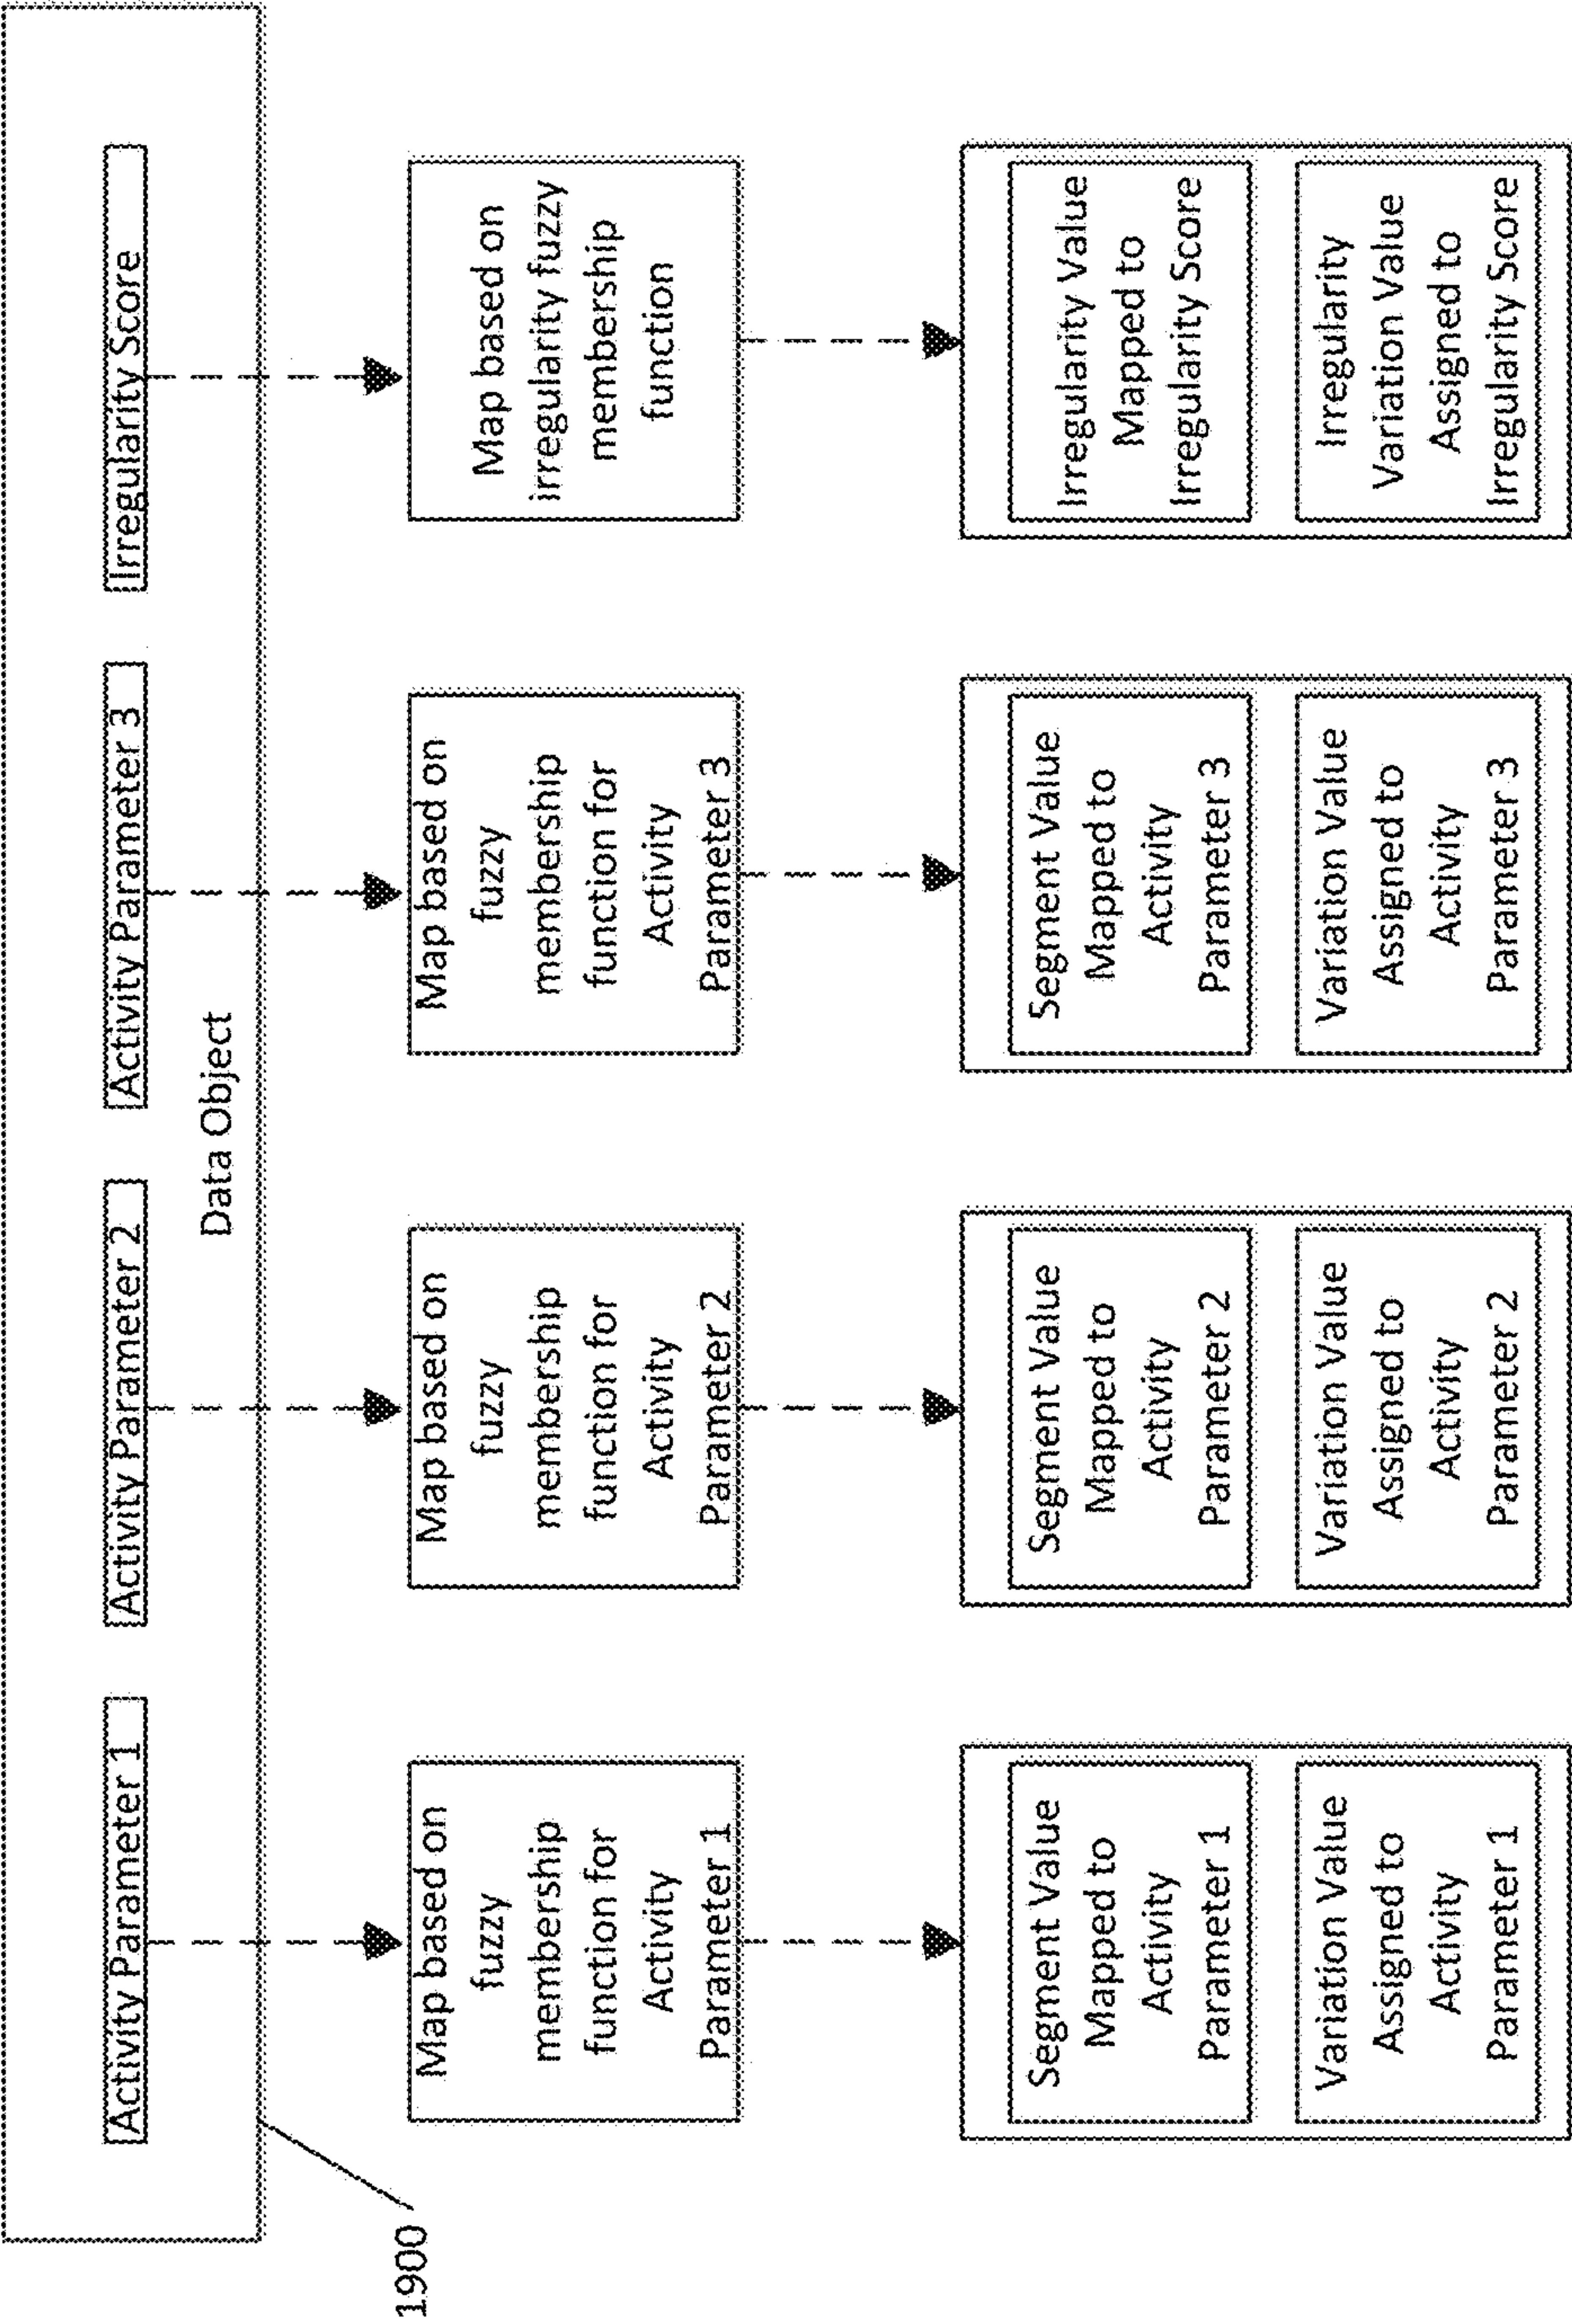 Activity Parameter 1
Activity Parameter 2
Activity Parameter 3
Irregularity Score
Data Object
1900
Map based on
fuzzy
membership
function for
Activity
Parameter 1
Map based on
fuzzy
membership
function for
Activity
Parameter 2
Map based on
fuzzy
membership
function for
Activity
Parameter 3
Map based on
irregularity fuzzy
membership
function
Segment Value
Mapped to
Activity
Parameter 1
Variation Value
Assigned to
Activity
Parameter 1
Segment Value
Mapped to
Activity
Parameter 2
Variation Value
Assigned to
Activity
Parameter 2
Segment Value
Mapped to
Activity
Parameter 3
Variation Value
Assigned to
Activity
Parameter 3
Irregularity Value
Mapped to
Irregularity Score
Irregularity
Variation Value
Assigned to
Irregularity Score